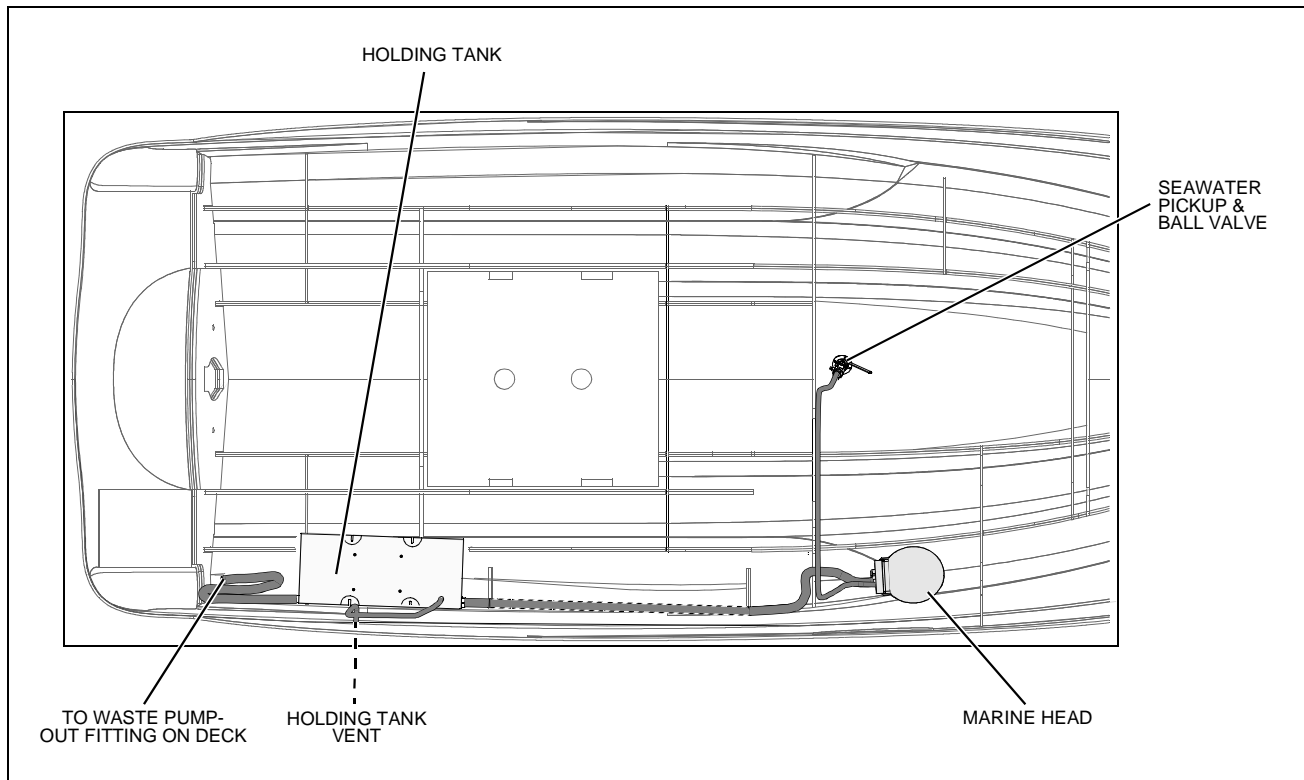 HOLDING TANK
SEAWATER
PICKUP &
BALL VALVE
TO WASTE PUMP-
OUT FITTING ON DECK
HOLDING TANK
VENT
MARINE HEAD